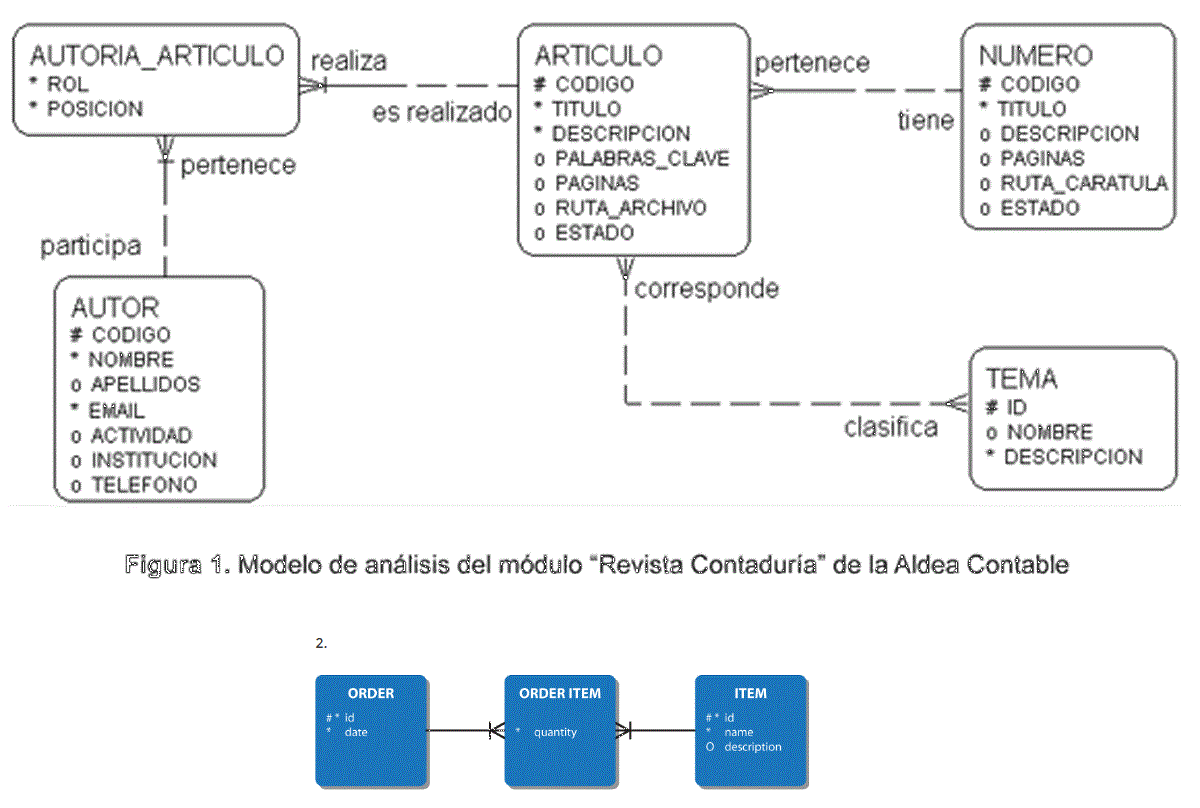 AUTORIA_ARTICULO
* ROL
* POSICION
realiza
es realizado
ARTICULO
# CODIGO
* TITULO
* DESCRIPCION
o PALABRAS_CLAVE
o PAGINAS
o RUTA_ARCHIVO
o ESTADO
pertenece
tiene
NUMERO
# CODIGO
* TITULO
o DESCRIPCION
o PAGINAS
o RUTA_CARATULA
o ESTADO
pertenece
participa
AUTOR
# CODIGO
* NOMBRE
o APELLIDOS
* EMAIL
o ACTIVIDAD
o INSTITUCION
o TELEFONO
corresponde
clasifica
TEMA
# ID
o NOMBRE
* DESCRIPCION
Figura 1. Modelo de análisis del módulo “Revista Contaduría” de la Aldea Contable
2.
ORDER
# * id
* date
ORDER ITEM
* quantity
ITEM
# * id
* name
O description